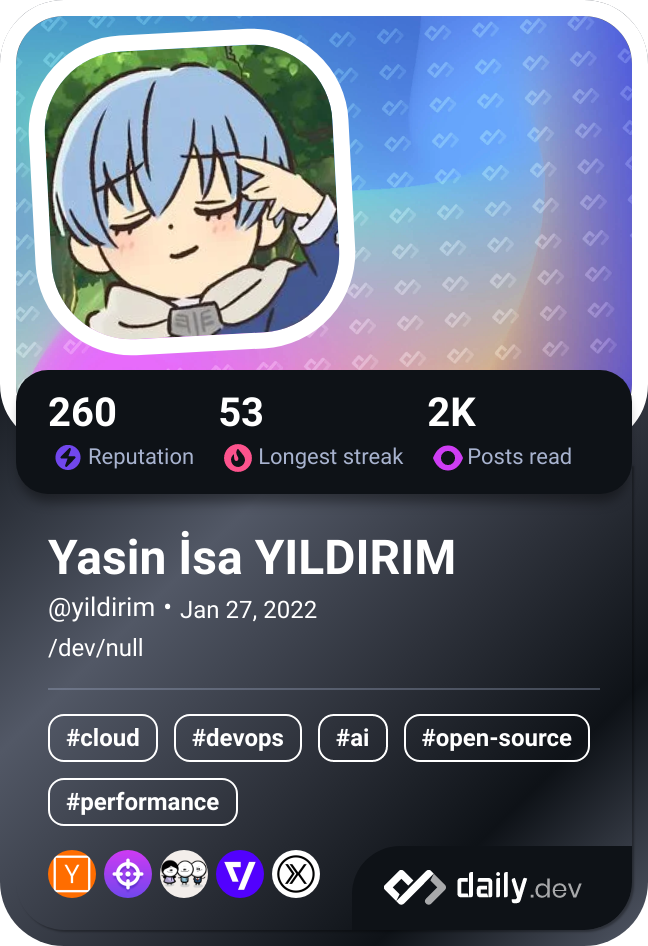 260 53 2K
Reputation Longest streak Posts read
Yasin İsa YILDIRIM
@yildirim • Jan 27, 2022
/dev/null
#cloud #devops #ai #open-source
#performance
Y
daily.dev